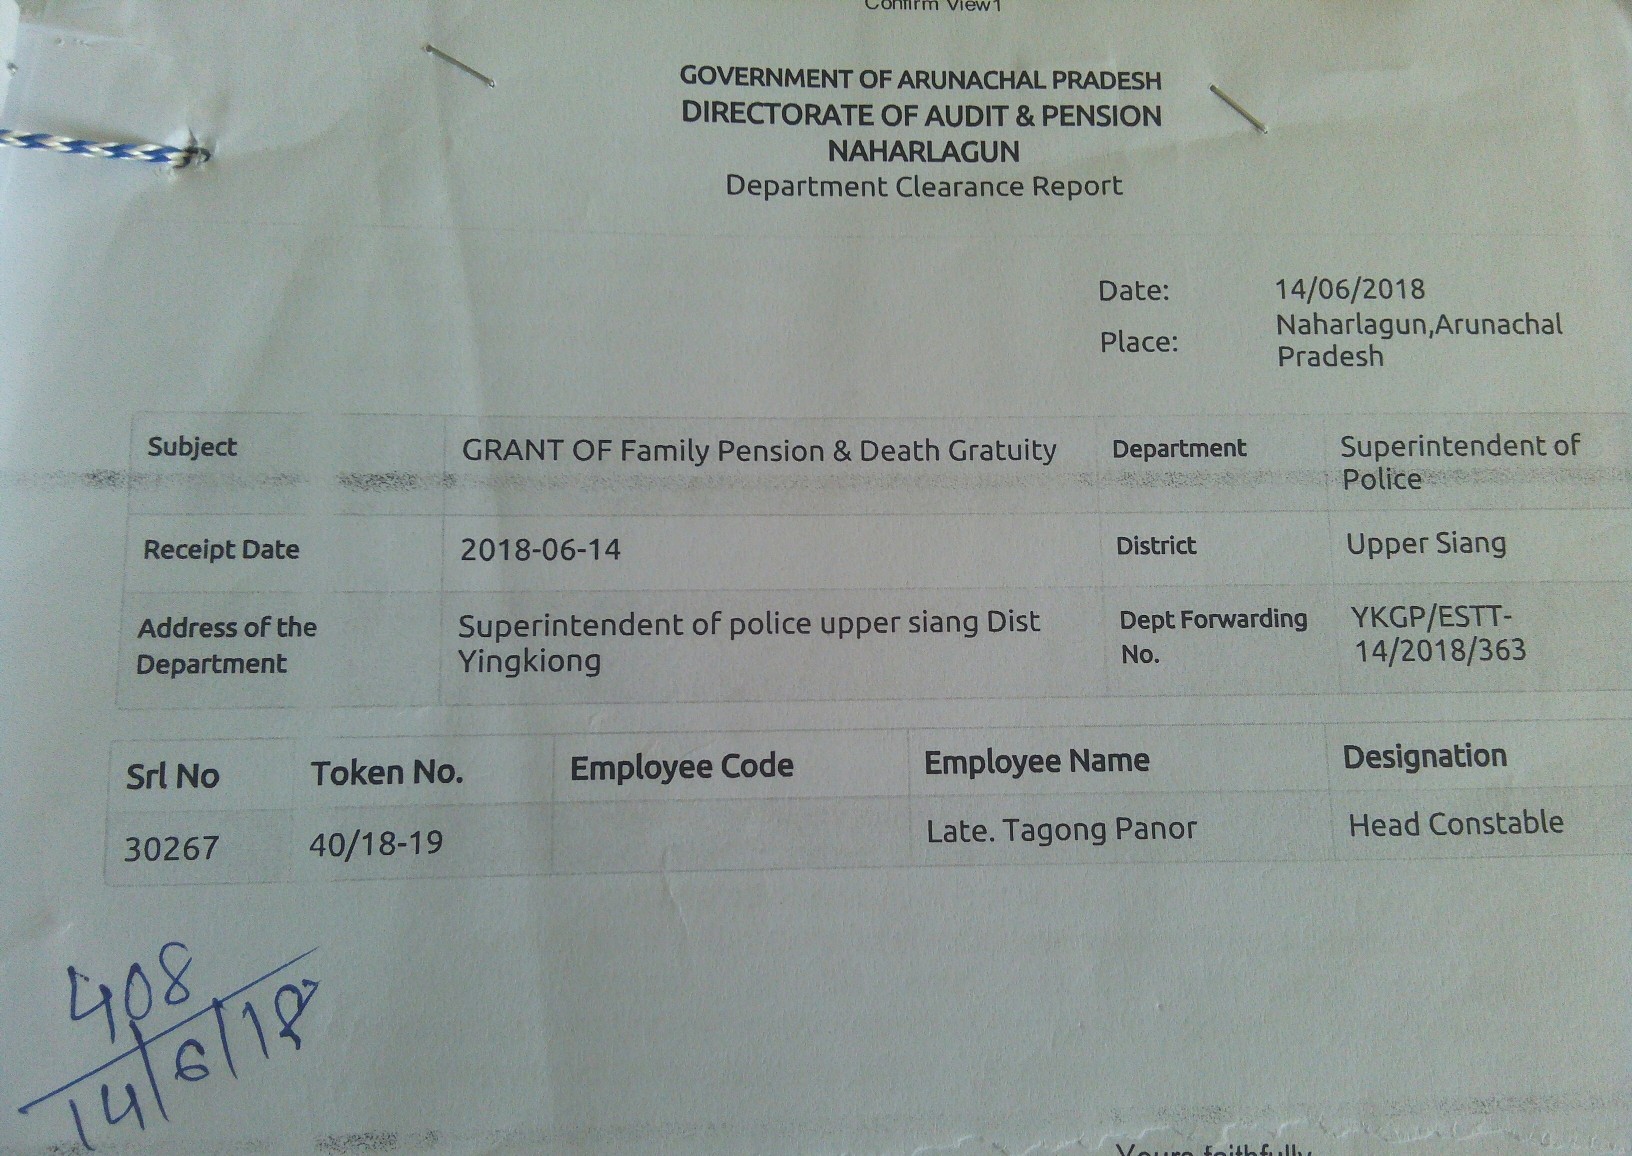 Confirm View1
GOVERNMENT OF ARUNACHAL PRADESH
DIRECTORATE OF AUDIT & PENSION
NAHARLAGUN
Department Clearance Report
Date: 14/06/2018
Place: Naharlagun,Arunachal
Pradesh
Subject GRANT OF Family Pension & Death Gratuity Department Superintendent of
Police
Receipt Date 2018-06-14 District Upper Siang
Address of the Superintendent of police upper siang Dist Dept Forwarding YKGP/ESTT-
Department Yingkiong No. 14/2018/363
Srl No Token No. Employee Code Employee Name Designation
30267 40/18-19 Late. Tagong Panor Head Constable
408
14/6/18
Yours faithfully